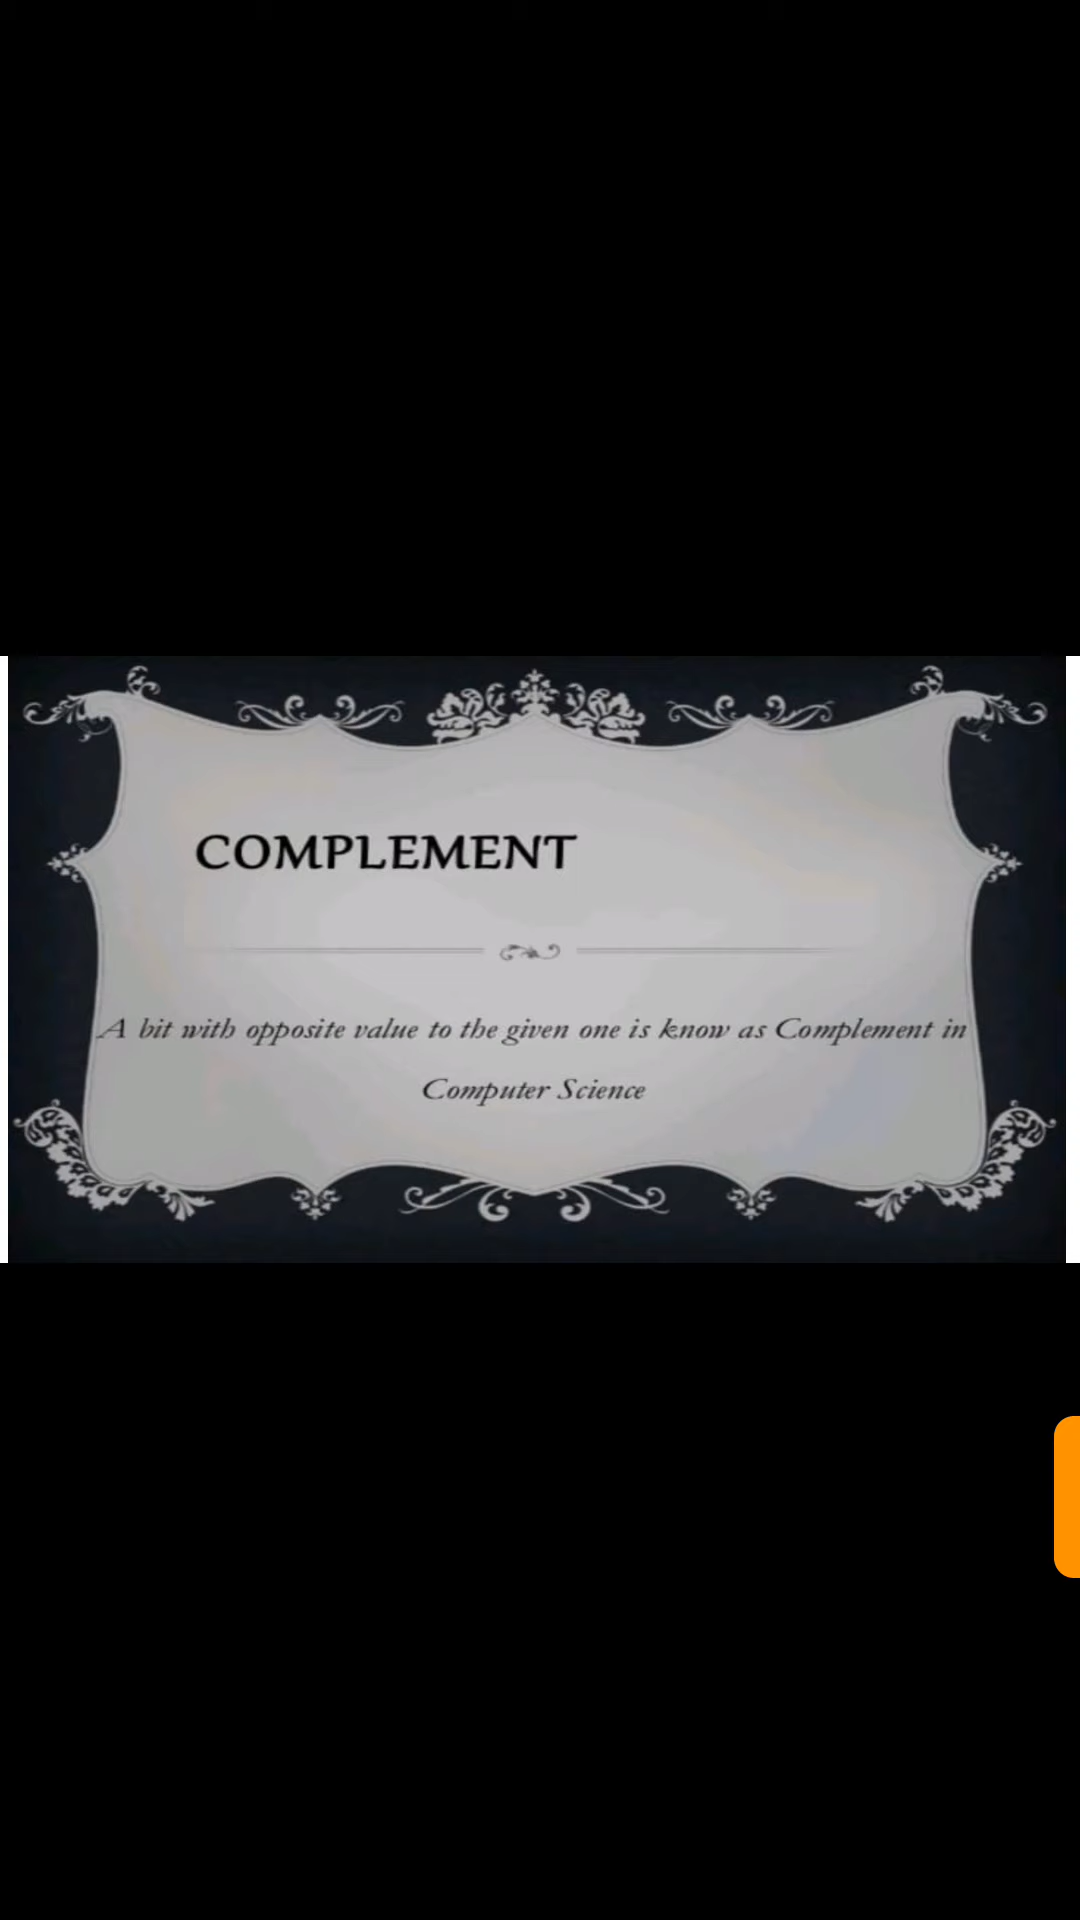 COMPLEMENT
A bit with opposite value to the given one is know as Complement in
Computer Science